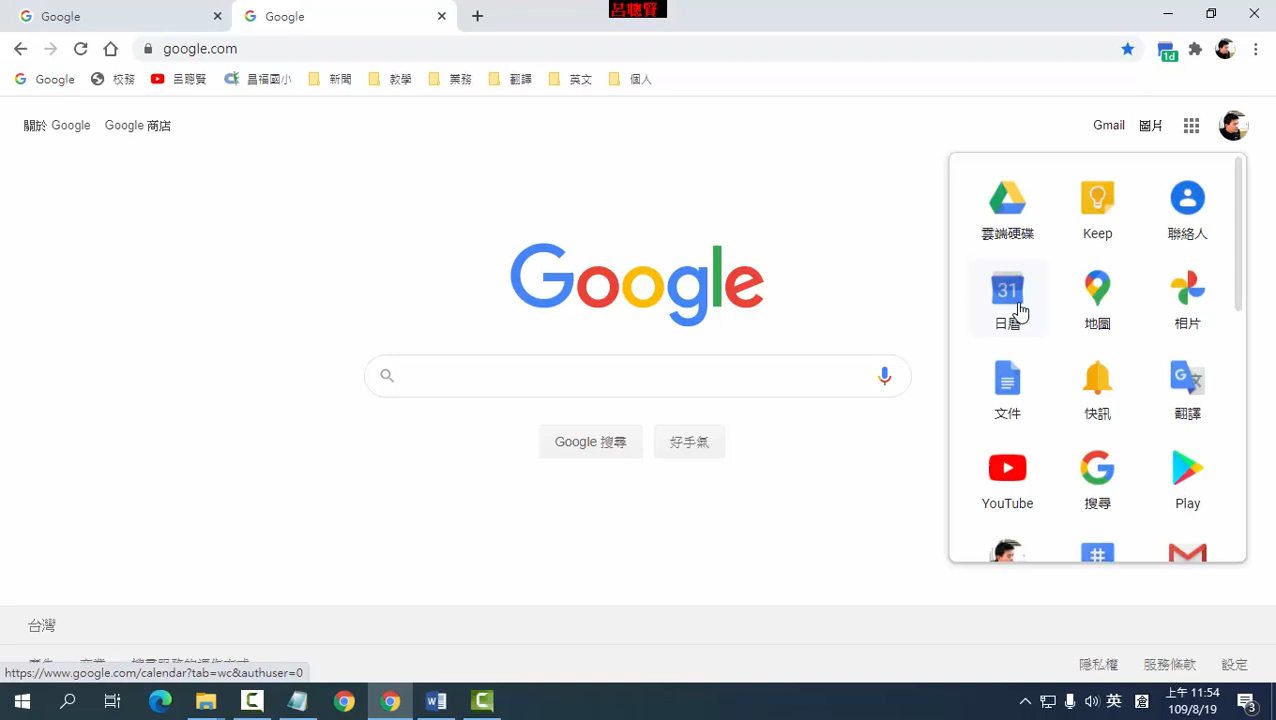 Google
Google
呂聰賢
google.com
1d
Google 校務 呂聰賢 昌福國小 新聞 教學 業務 翻譯 英文 個人
關於 Google Google 商店
Gmail 圖片
雲端硬碟 Keep 聯絡人
31
日曆 地圖 相片
Google
文件 快訊 翻譯
Google 搜尋 好手氣
YouTube 搜尋 Play
台灣
隱私權 服務條款 設定
https://www.google.com/calendar?tab=wc&authuser=0
英
上午 11:54
109/8/19
3